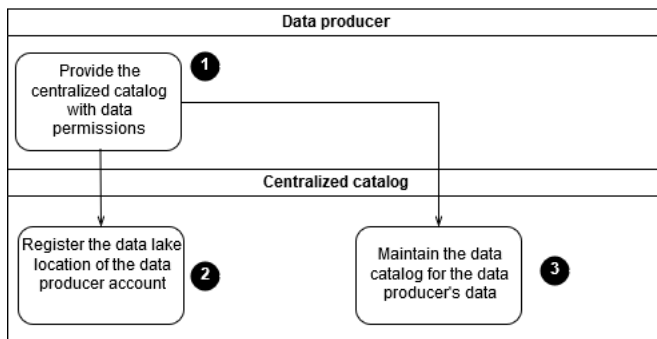 Data producer
1
Provide the
centralized catalog
with data
permissions
Centralized catalog
Register the data lake
location of the data
producer account
2
Maintain the data
catalog for the data
producer's data
3